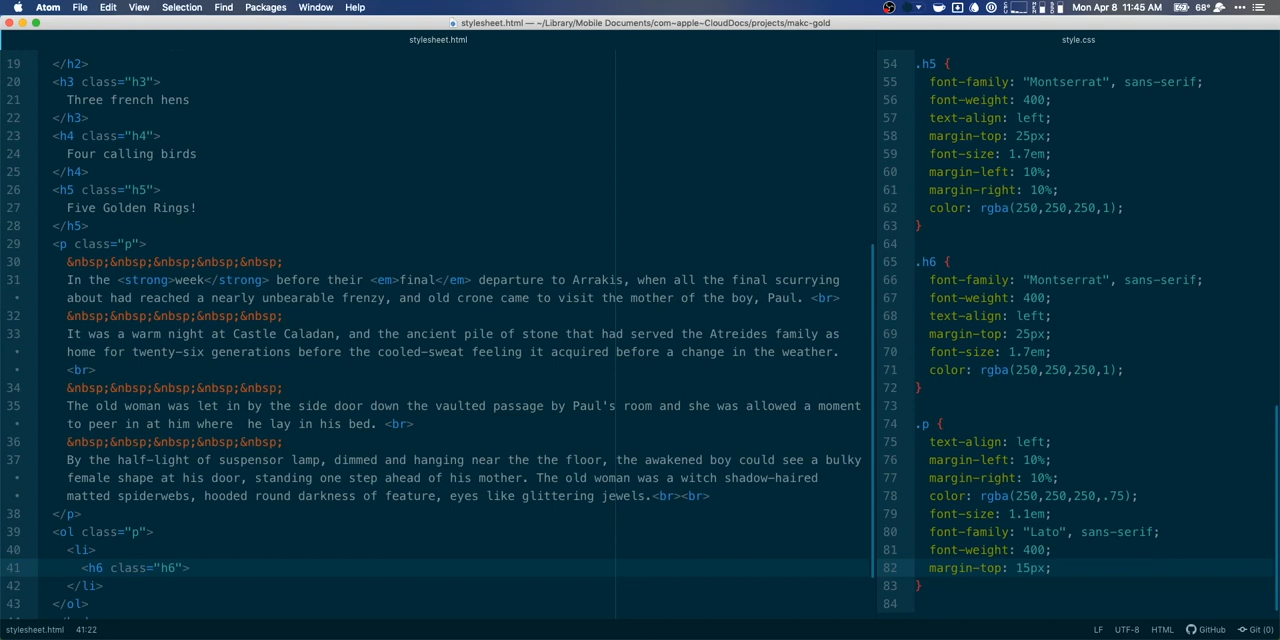 Atom File Edit View Selection Find Packages Window Help
Mon Apr 8 11:45 AM 68°
stylesheet.html — ~/Library/Mobile Documents/com~apple~CloudDocs/projects/makc-gold
stylesheet.html
style.css
19 </h2>
20 <h3 class="h3">
21 Three french hens
22 </h3>
23 <h4 class="h4">
24 Four calling birds
25 </h4>
26 <h5 class="h5">
27 Five Golden Rings!
28 </h5>
29 <p class="p">
30 &nbsp;&nbsp;&nbsp;&nbsp;&nbsp;
31 In the <strong>week</strong> before their <em>final</em> departure to Arrakis, when all the final scurrying
about had reached a nearly unbearable frenzy, and old crone came to visit the mother of the boy, Paul. <br>
32 &nbsp;&nbsp;&nbsp;&nbsp;&nbsp;
33 It was a warm night at Castle Caladan, and the ancient pile of stone that had served the Atreides family as
home for twenty-six generations before the cooled-sweat feeling it acquired before a change in the weather.
<br>
34 &nbsp;&nbsp;&nbsp;&nbsp;&nbsp;
35 The old woman was let in by the side door down the vaulted passage by Paul's room and she was allowed a moment
to peer in at him where  he lay in his bed. <br>
36 &nbsp;&nbsp;&nbsp;&nbsp;&nbsp;
37 By the half-light of suspensor lamp, dimmed and hanging near the the floor, the awakened boy could see a bulky
female shape at his door, standing one step ahead of his mother. The old woman was a witch shadow-haired
matted spiderwebs, hooded round darkness of feature, eyes like glittering jewels.<br><br>
38 </p>
39 <ol class="p">
40 <li>
41 <h6 class="h6">
42 </li>
43 </ol>
54 .h5 {
55 font-family: "Montserrat", sans-serif;
56 font-weight: 400;
57 text-align: left;
58 margin-top: 25px;
59 font-size: 1.7em;
60 margin-left: 10%;
61 margin-right: 10%;
62 color: rgba(250,250,250,1);
63 }
64
65 .h6 {
66 font-family: "Montserrat", sans-serif;
67 font-weight: 400;
68 text-align: left;
69 margin-top: 25px;
70 font-size: 1.7em;
71 color: rgba(250,250,250,1);
72 }
73
74 .p {
75 text-align: left;
76 margin-left: 10%;
77 margin-right: 10%;
78 color: rgba(250,250,250,.75);
79 font-size: 1.1em;
80 font-family: "Lato", sans-serif;
81 font-weight: 400;
82 margin-top: 15px;
83 }
84
stylesheet.html 41:22
LF UTF-8 HTML GitHub Git (0)